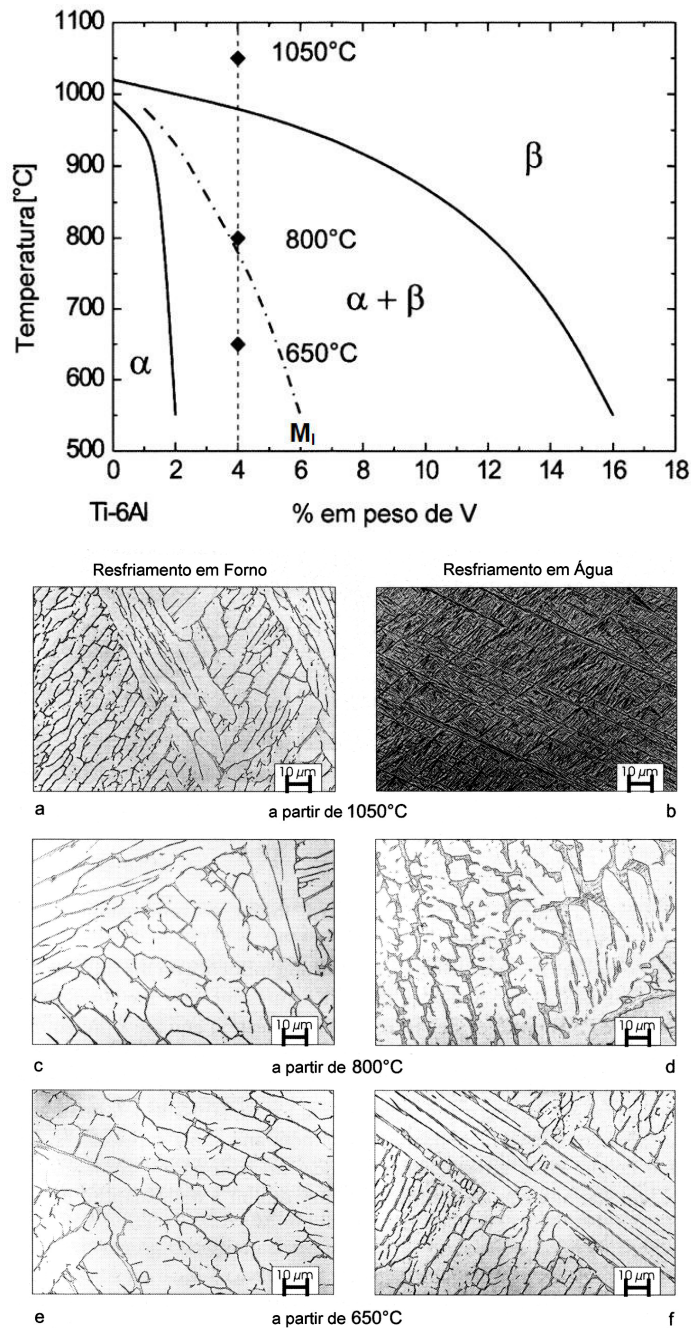 1100
1050°C
1000
900
β
800
800°C
α + β
700
650°C
α
600
M_I
500
0 2 4 6 8 10 12 14 16 18
Temperatura[°C]
Ti-6Al % em peso de V
Resfriamento em Forno Resfriamento em Água
10 μm 10 μm
a a partir de 1050°C b
10 μm 10 μm
c a partir de 800°C d
10 μm 10 μm
e a partir de 650°C f